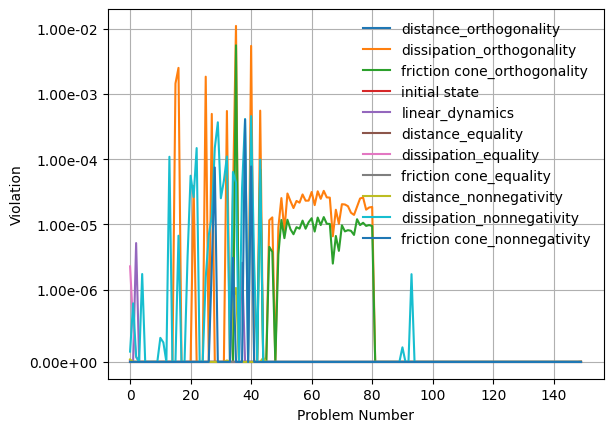 1.00e-02
1.00e-03
1.00e-04
1.00e-05
1.00e-06
0.00e+00
Violation
distance_orthogonality
dissipation_orthogonality
friction cone_orthogonality
initial state
linear_dynamics
distance_equality
dissipation_equality
friction cone_equality
distance_nonnegativity
dissipation_nonnegativity
friction cone_nonnegativity
0 20 40 60 80 100 120 140
Problem Number